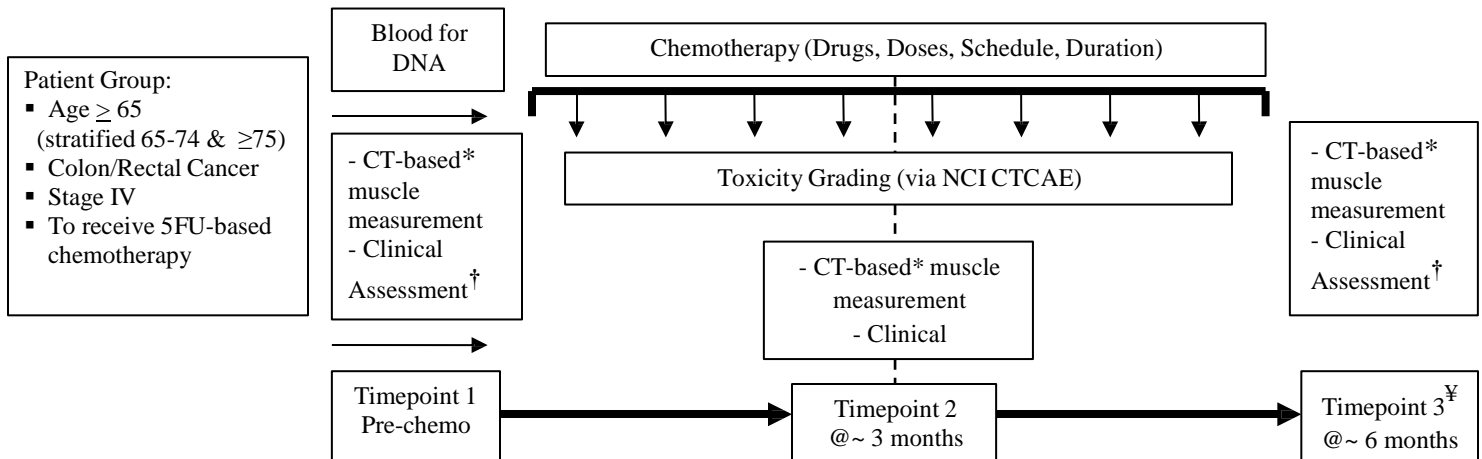 Patient Group:
▪ Age ≥ 65
(stratified 65-74 & ≥75)
▪ Colon/Rectal Cancer
▪ Stage IV
▪ To receive 5FU-based
chemotherapy
Blood for
DNA
- CT-based*
muscle
measurement
- Clinical
Assessment†
Timepoint 1
Pre-chemo
Chemotherapy (Drugs, Doses, Schedule, Duration)
Toxicity Grading (via NCI CTCAE)
- CT-based* muscle
measurement
- Clinical
Timepoint 2
@~ 3 months
- CT-based*
muscle
measurement
- Clinical
Assessment†
Timepoint 3¥
@~ 6 months